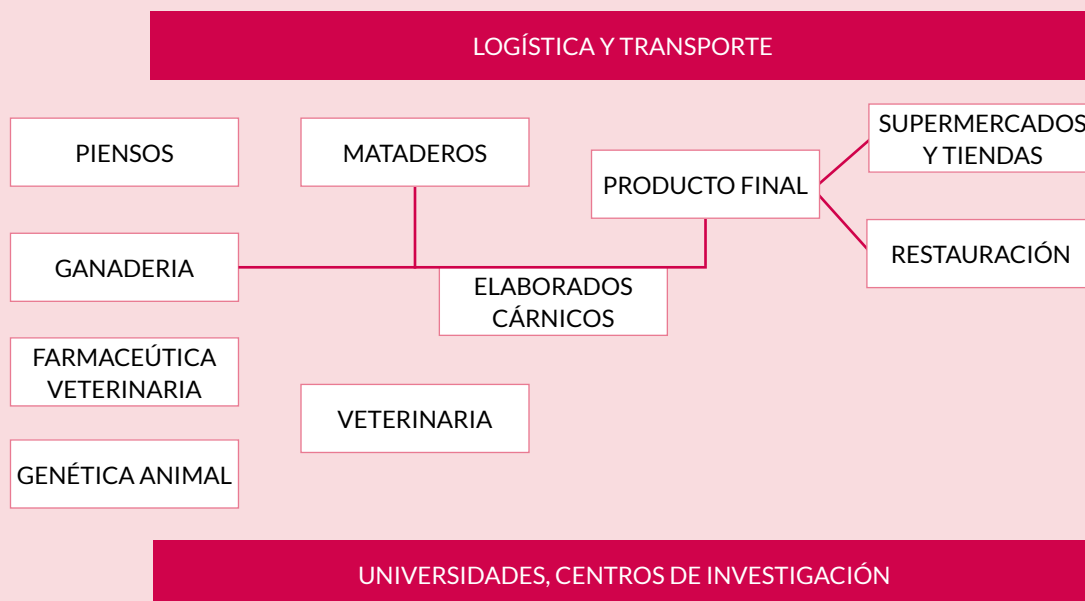 LOGÍSTICA Y TRANSPORTE
PIENSOS
MATADEROS
PRODUCTO FINAL
SUPERMERCADOS
Y TIENDAS
GANADERIA
ELABORADOS
CÁRNICOS
RESTAURACIÓN
FARMACEÚTICA
VETERINARIA
VETERINARIA
GENÉTICA ANIMAL
UNIVERSIDADES, CENTROS DE INVESTIGACIÓN